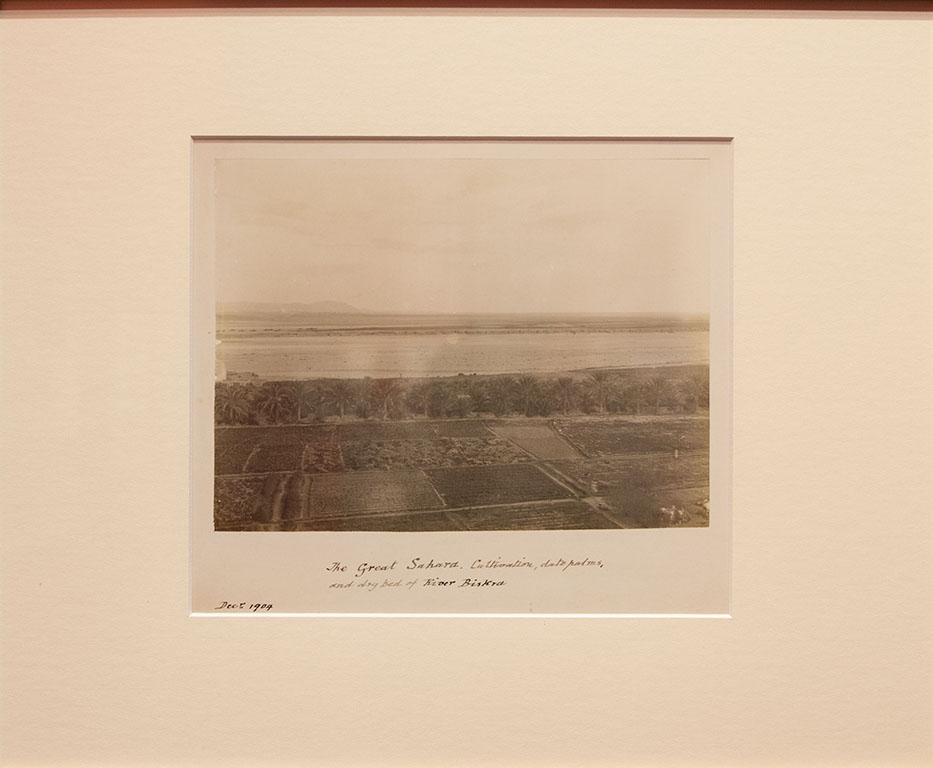 The Great Sahara. Cultivation, date palms,
and dry bed of River Biskra
Decr. 1904